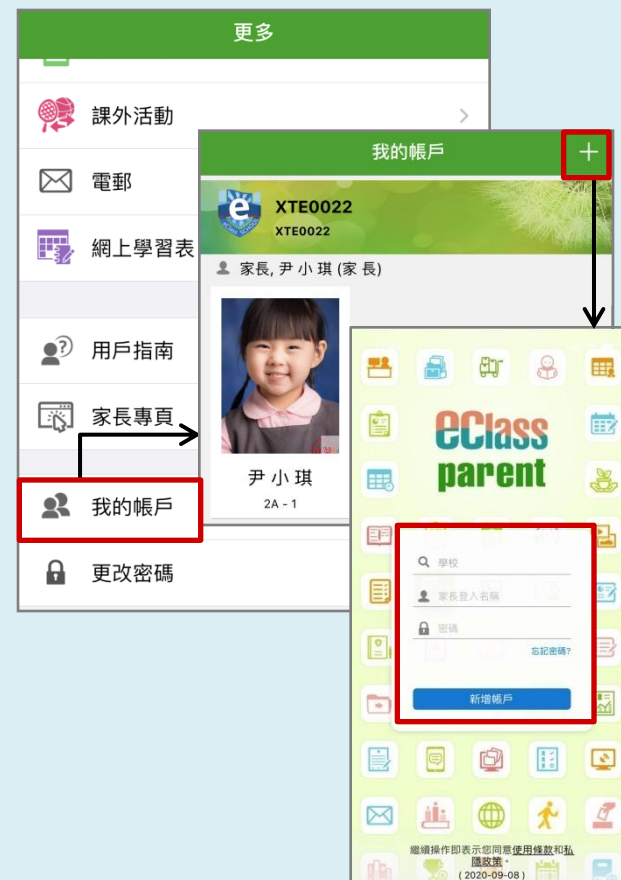 更多
課外活動
電郵
網上學習表
用戶指南
家長專頁
我的帳戶
更改密碼
我的帳戶
XTE0022
XTE0022
家長, 尹 小 琪 (家 長)
尹 小 琪
2A - 1
eClass
parent
學校
家長登入名稱
密碼
忘記密碼?
新增帳戶
繼續操作即表示您同意使用條款和私
隱政策。
( 2020-09-08 )